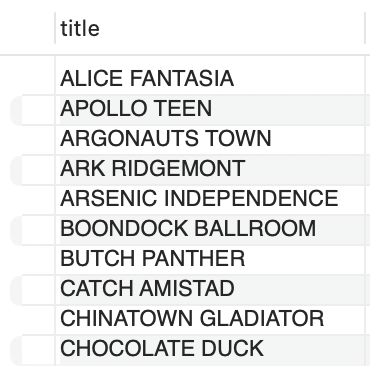 title
ALICE FANTASIA
APOLLO TEEN
ARGONAUTS TOWN
ARK RIDGEMONT
ARSENIC INDEPENDENCE
BOONDOCK BALLROOM
BUTCH PANTHER
CATCH AMISTAD
CHINATOWN GLADIATOR
CHOCOLATE DUCK